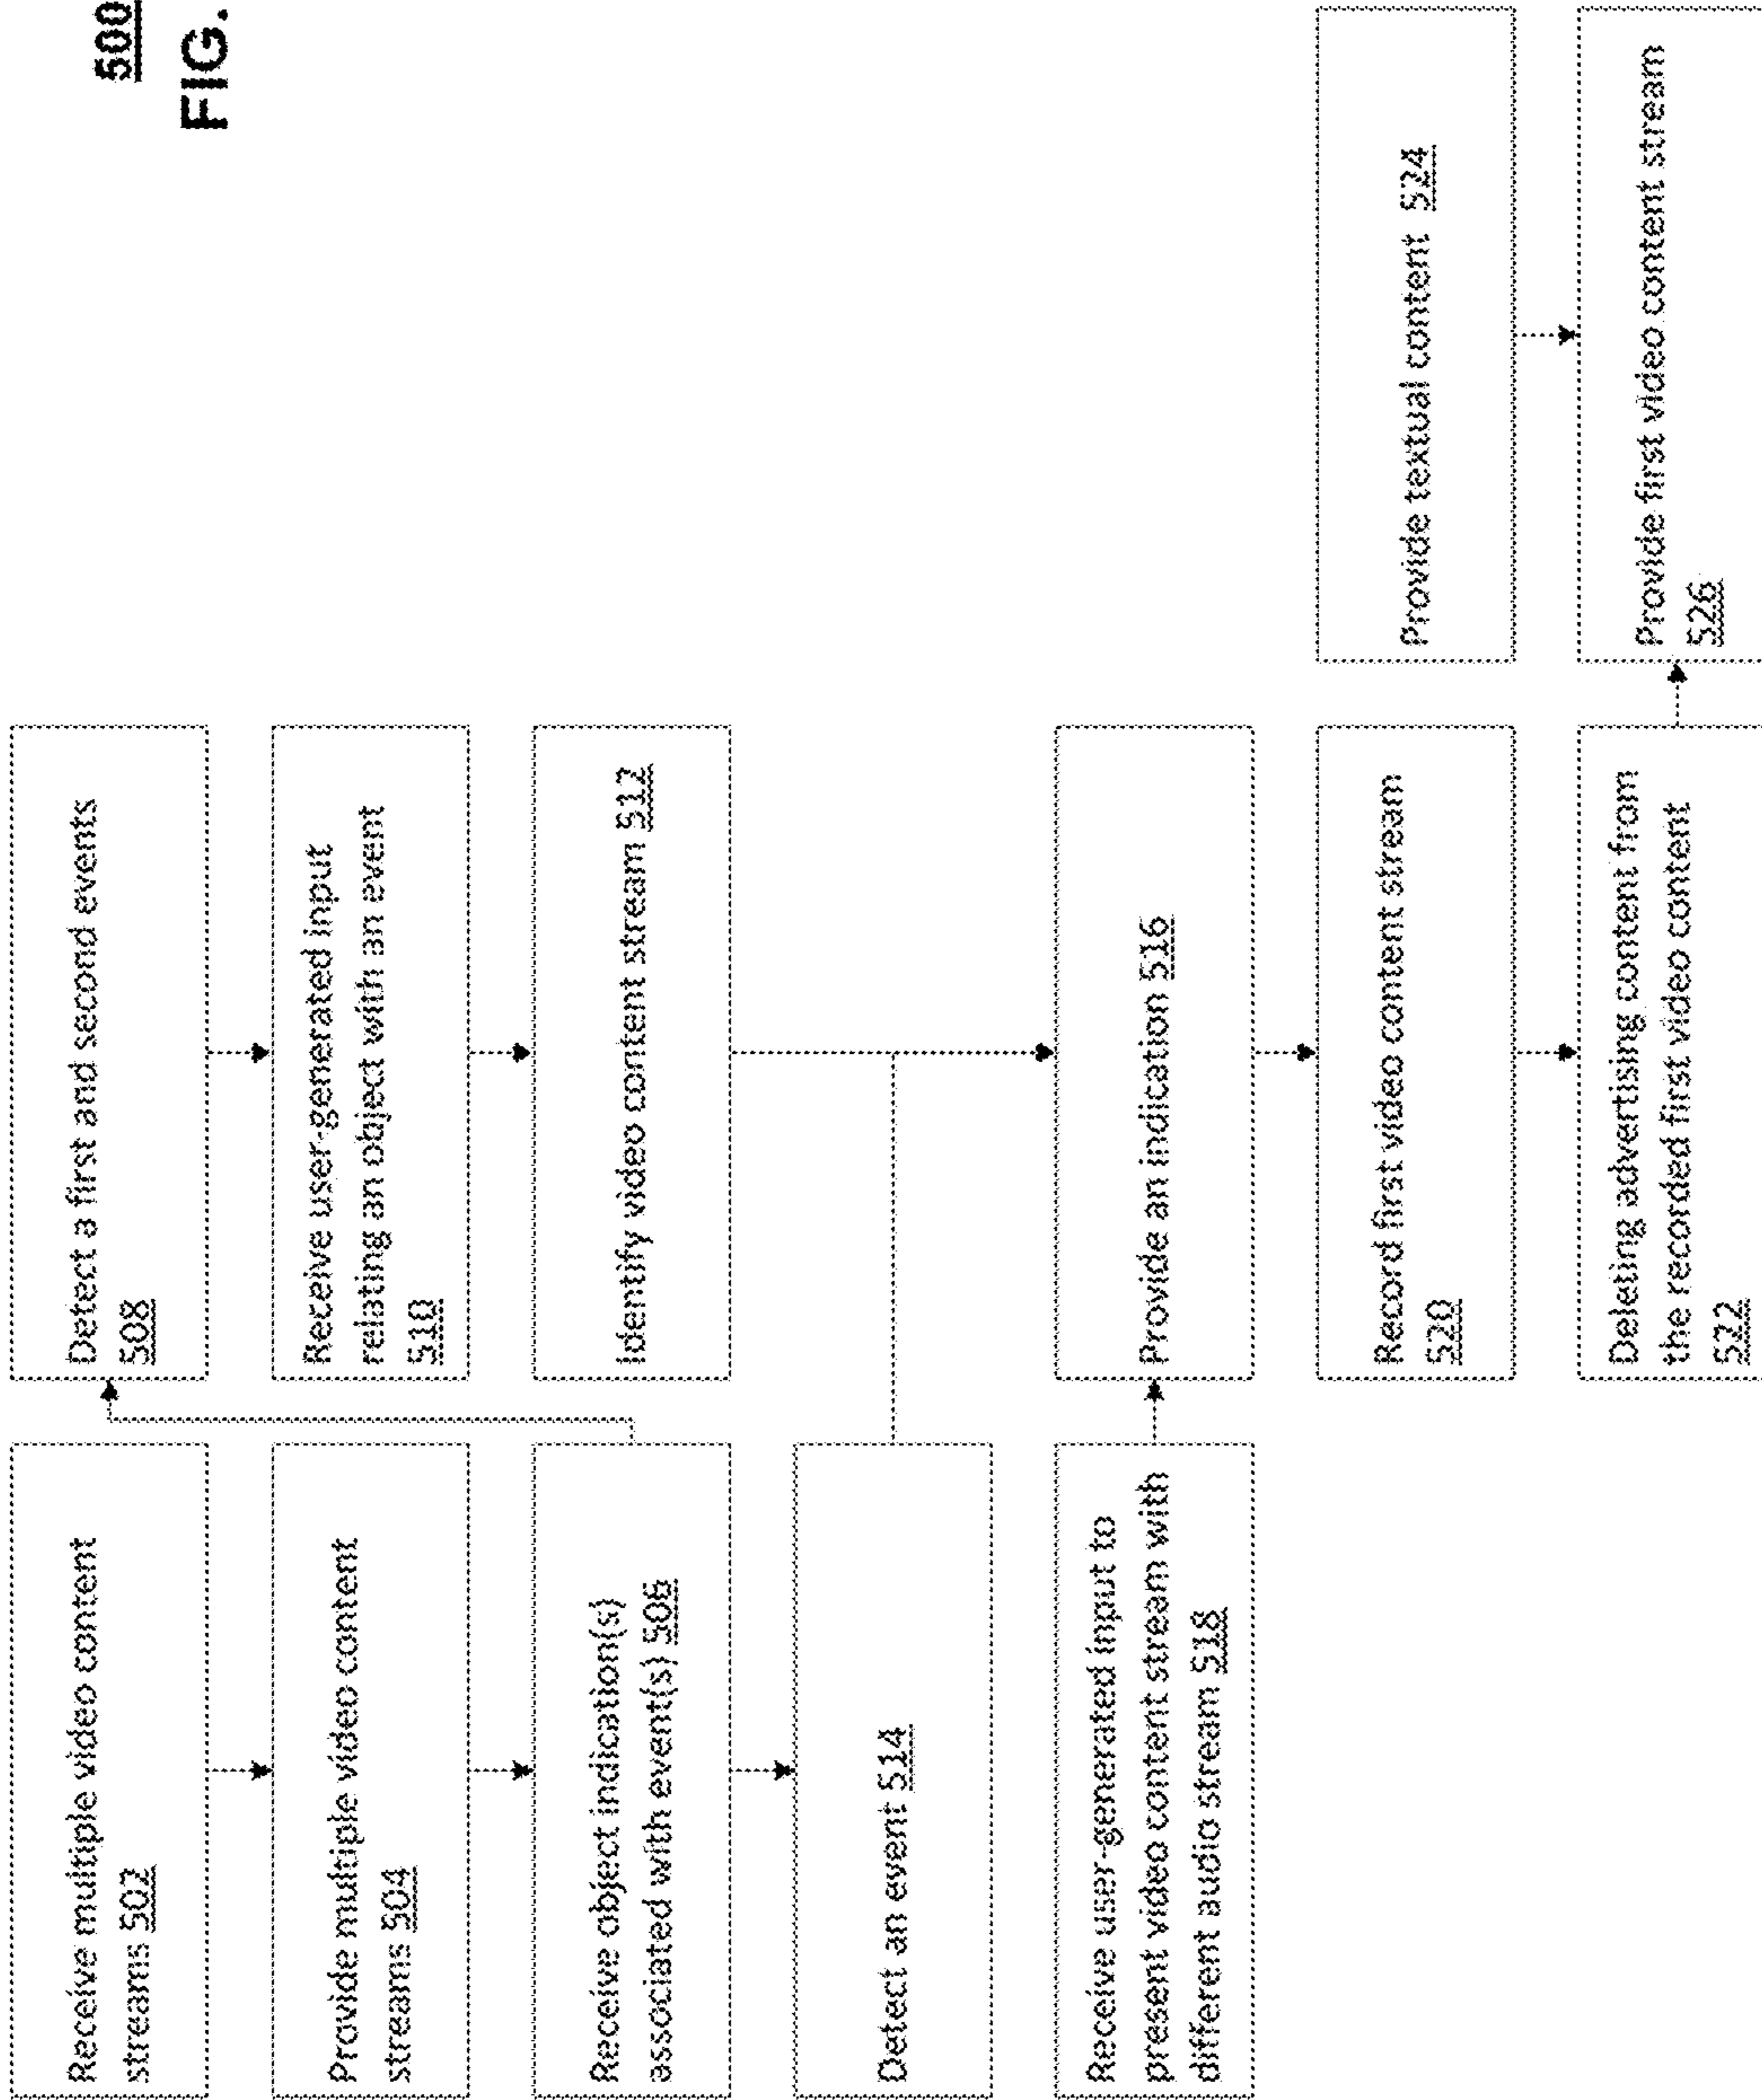 500
FIG.
Receive multiple video content
streams 502
Provide multiple video content
streams 504
Receive object indication(s)
associated with event(s) 506
Detect an event 514
Receive user-generated input to
present video content stream with
different audio stream 518
Detect a first and second events
508
Receive user-generated input
relating an object with an event
510
Identify video content stream 512
Provide an indication 516
Record first video content stream
520
Deleting advertising content from
the recorded first video content
522
Provide textual content 524
Provide first video content stream
526